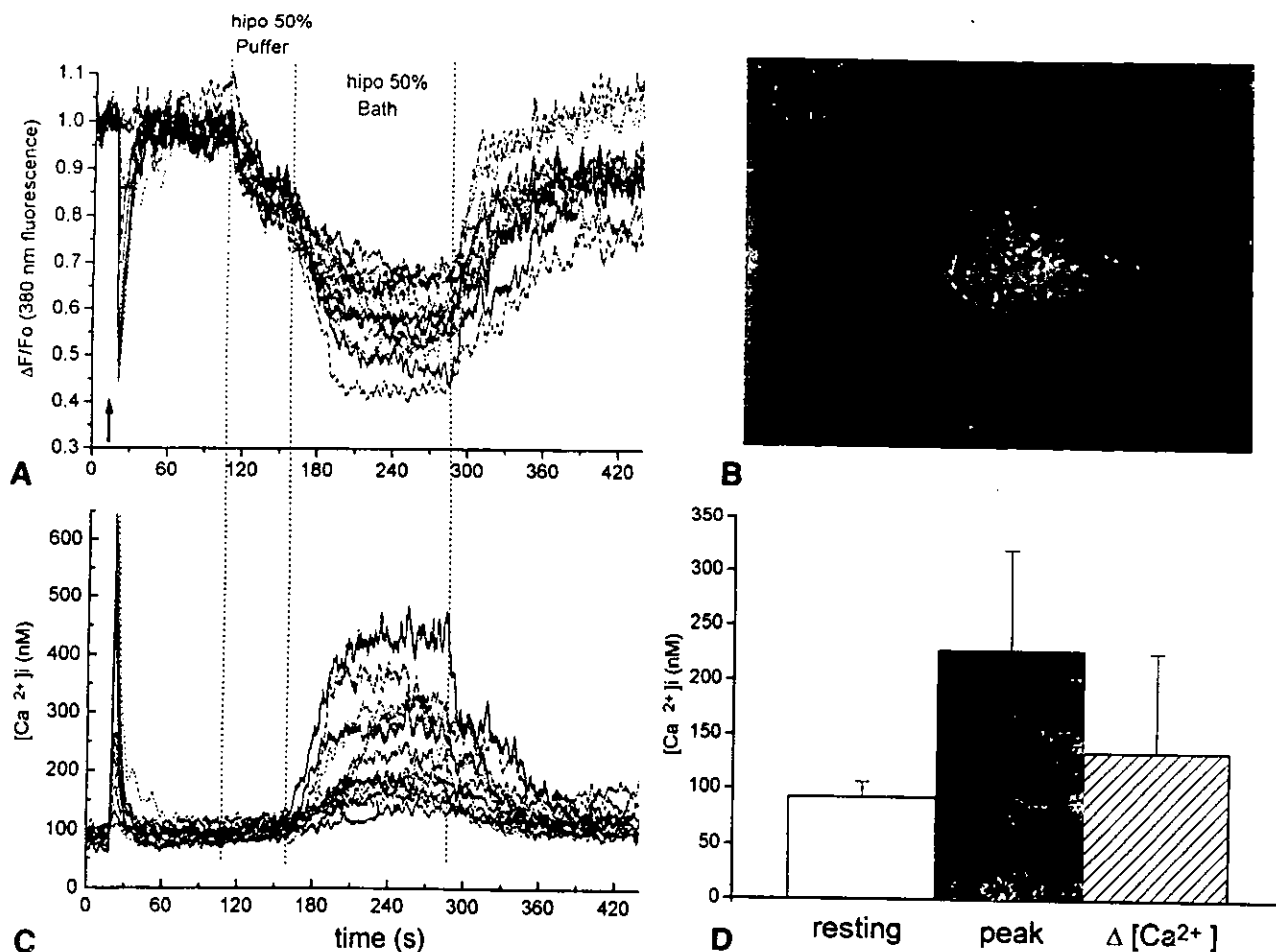 hipo 50%
Puffer
hipo 50%
Bath
ΔF/Fo (380 nm fluorescence
1.1
1.0
0.9
0.8
0.7
0.6
0.5
0.4
0.3
0 60 120 180 240 300 360 420
A
B
[Ca 2+]i (nM)
600
500
400
300
200
100
0
0 60 120 180 240 300 360 420
time (s)
C
[Ca 2+]i (nM)
350
300
250
200
150
100
50
0
resting peak Δ [Ca2+]
D